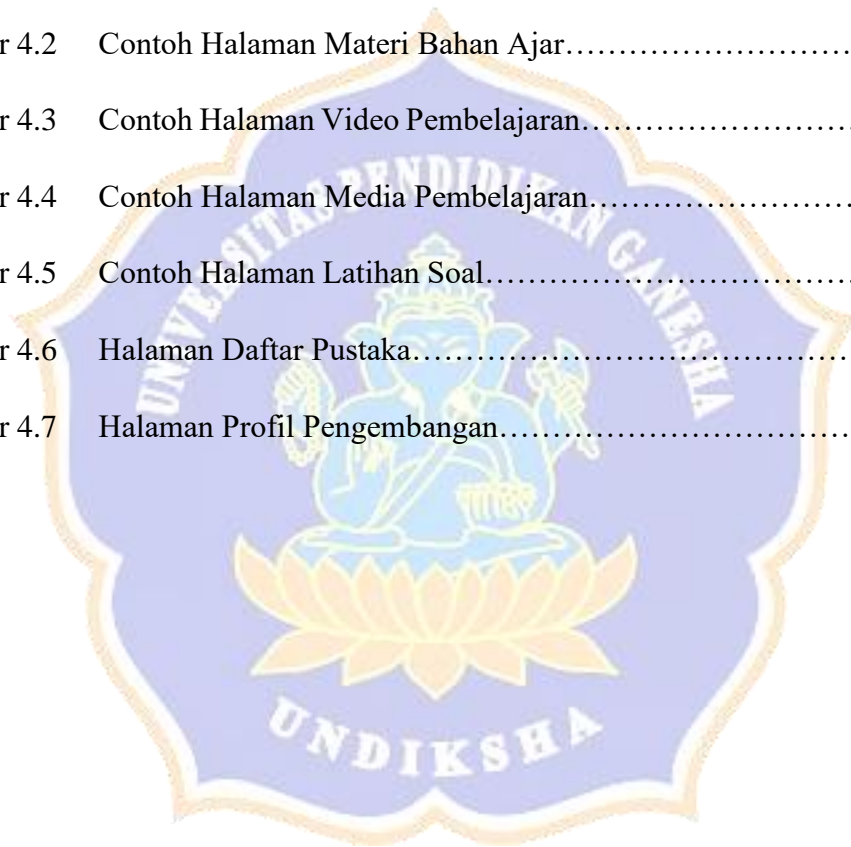 r 4.2 Contoh Halaman Materi Bahan Ajar…………………………
r 4.3 Contoh Halaman Video Pembelajaran…………………………
r 4.4 Contoh Halaman Media Pembelajaran…………………………
r 4.5 Contoh Halaman Latihan Soal…………………………………
r 4.6 Halaman Daftar Pustaka…………………………………………
r 4.7 Halaman Profil Pengembangan…………………………………
UNIVERSITAS PENDIDIKAN GANESHA
UNDIKSHA